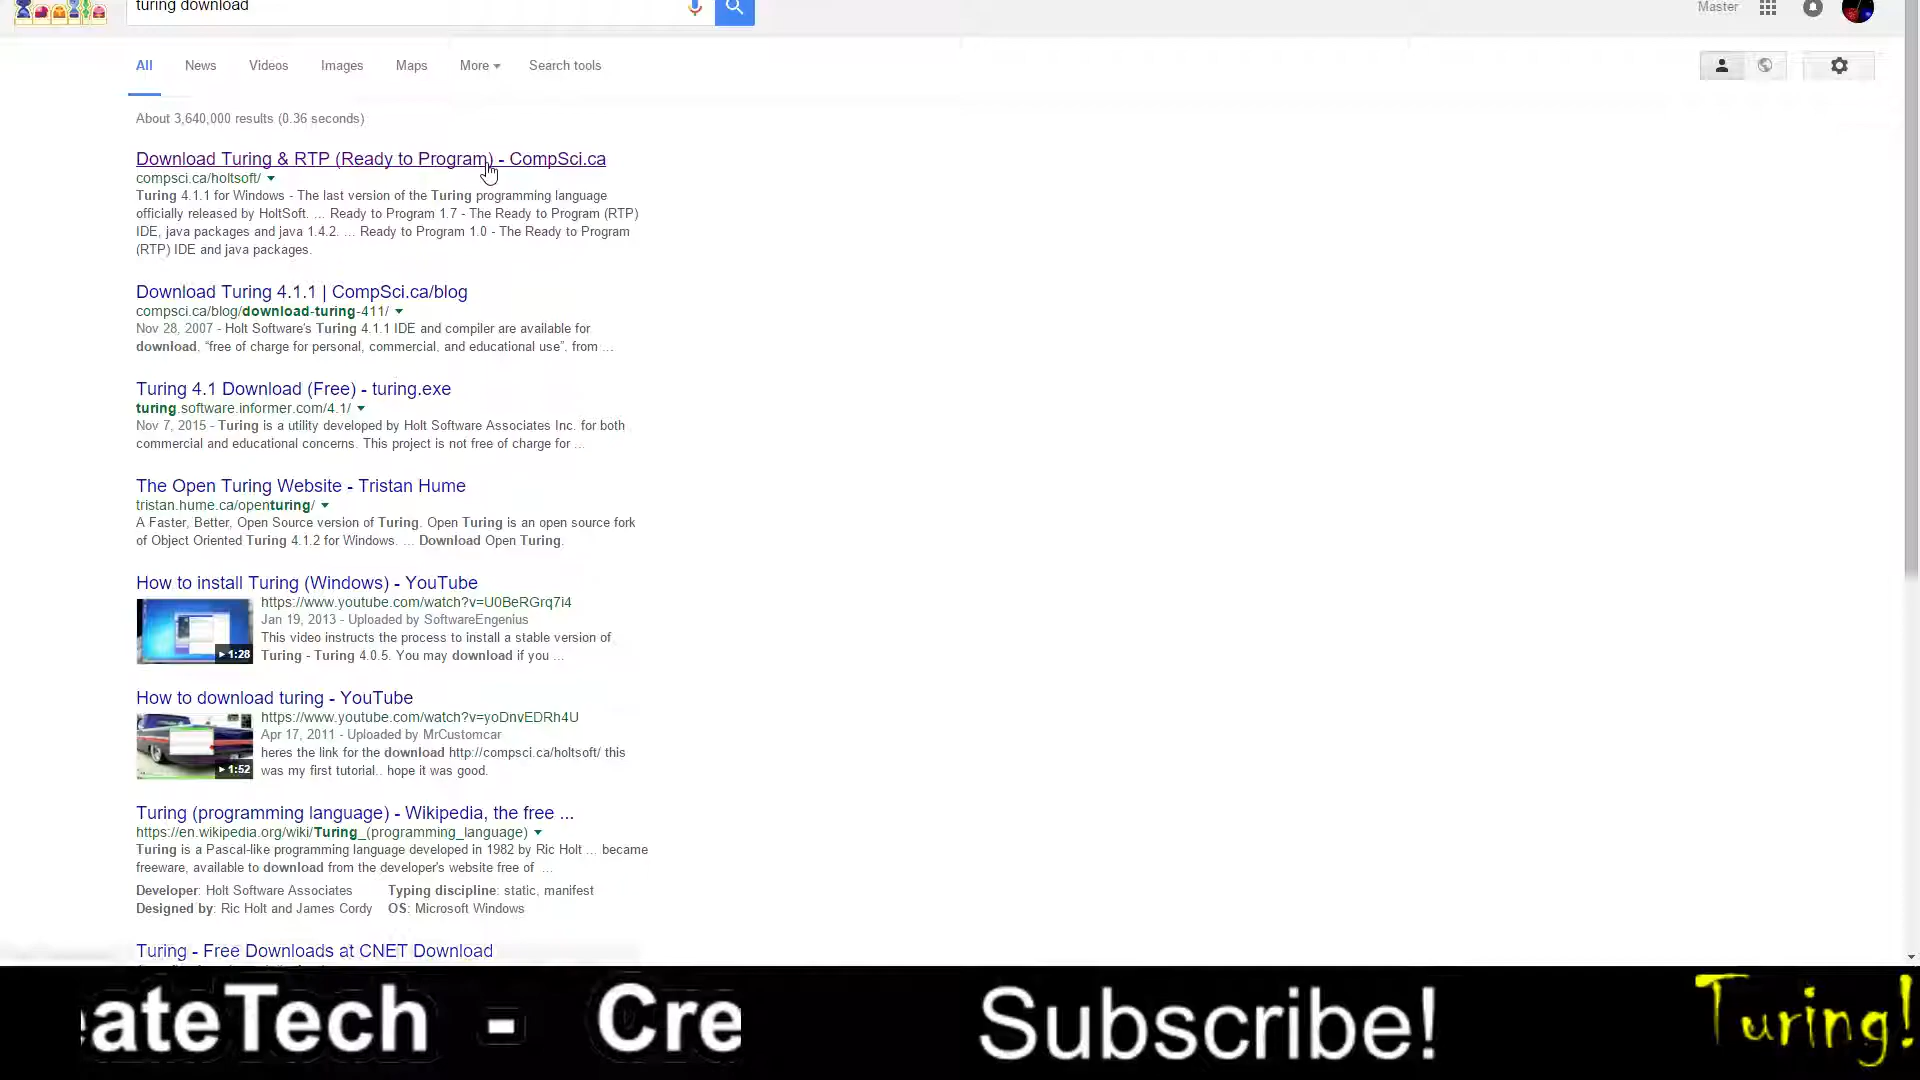 turing download
Master
All News Videos Images Maps More Search tools
About 3,640,000 results (0.36 seconds)
Download Turing & RTP (Ready to Program) - CompSci.ca
compsci.ca/holtsoft/
Turing 4.1.1 for Windows - The last version of the Turing programming language
officially released by HoltSoft. ... Ready to Program 1.7 - The Ready to Program (RTP)
IDE, java packages and java 1.4.2. ... Ready to Program 1.0 - The Ready to Program
(RTP) IDE and java packages.
Download Turing 4.1.1 | CompSci.ca/blog
compsci.ca/blog/download-turing-411/
Nov 28, 2007 - Holt Software's Turing 4.1.1 IDE and compiler are available for
download, “free of charge for personal, commercial, and educational use”. from ...
Turing 4.1 Download (Free) - turing.exe
turing.software.informer.com/4.1/
Nov 7, 2015 - Turing is a utility developed by Holt Software Associates Inc. for both
commercial and educational concerns. This project is not free of charge for ...
The Open Turing Website - Tristan Hume
tristan.hume.ca/openturing/
A Faster, Better, Open Source version of Turing. Open Turing is an open source fork
of Object Oriented Turing 4.1.2 for Windows. ... Download Open Turing.
How to install Turing (Windows) - YouTube
https://www.youtube.com/watch?v=U0BeRGrq7i4
Jan 19, 2013 - Uploaded by SoftwareEngenius
This video instructs the process to install a stable version of
Turing - Turing 4.0.5. You may download if you ...
1:28
How to download turing - YouTube
https://www.youtube.com/watch?v=yoDnvEDRh4U
Apr 17, 2011 - Uploaded by MrCustomcar
heres the link for the download http://compsci.ca/holtsoft/ this
was my first tutorial.. hope it was good.
1:52
Turing (programming language) - Wikipedia, the free ...
https://en.wikipedia.org/wiki/Turing_(programming_language)
Turing is a Pascal-like programming language developed in 1982 by Ric Holt ... became
freeware, available to download from the developer's website free of ...
Developer: Holt Software Associates Typing discipline: static, manifest
Designed by: Ric Holt and James Cordy OS: Microsoft Windows
Turing - Free Downloads at CNET Download
eateTech - Cre Subscribe! Turing!